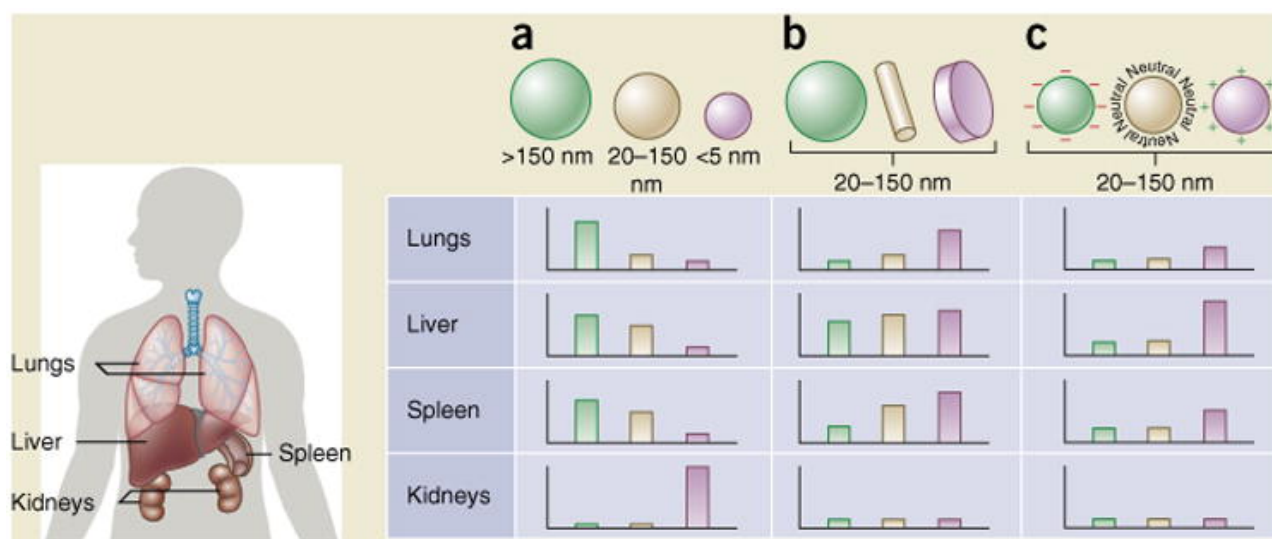 a
b
c
>150 nm 20–150 <5 nm
nm
20–150 nm
Neutral Neutral Neutral Neutral
20–150 nm
Lungs
Liver
Spleen
Kidneys
Lungs
Liver
Spleen
Kidneys